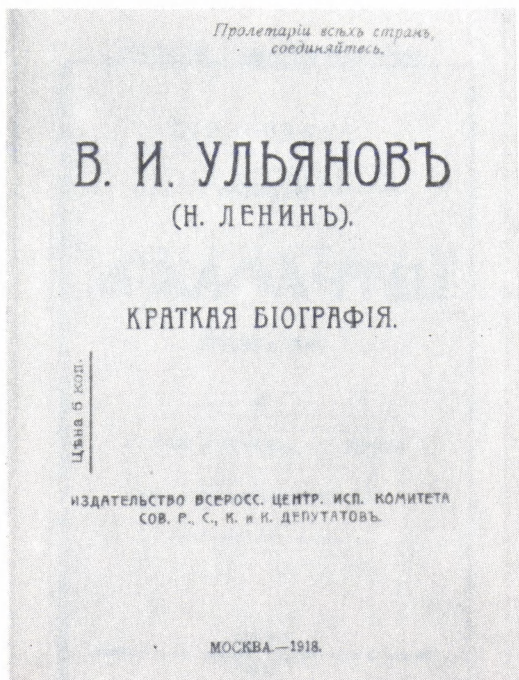 Пролетаріи всѣхъ странъ,
соединяйтесь.
В. И. УЛЬЯНОВЪ
(Н. ЛЕНИНЪ).
КРАТКАЯ БІОГРАФІЯ.
Цѣна 5 коп.
ИЗДАТЕЛЬСТВО ВСЕРОСС. ЦЕНТР. ИСП. КОМИТЕТА
СОВ. Р., С., К. и К. ДЕПУТАТОВЪ.
МОСКВА.—1918.